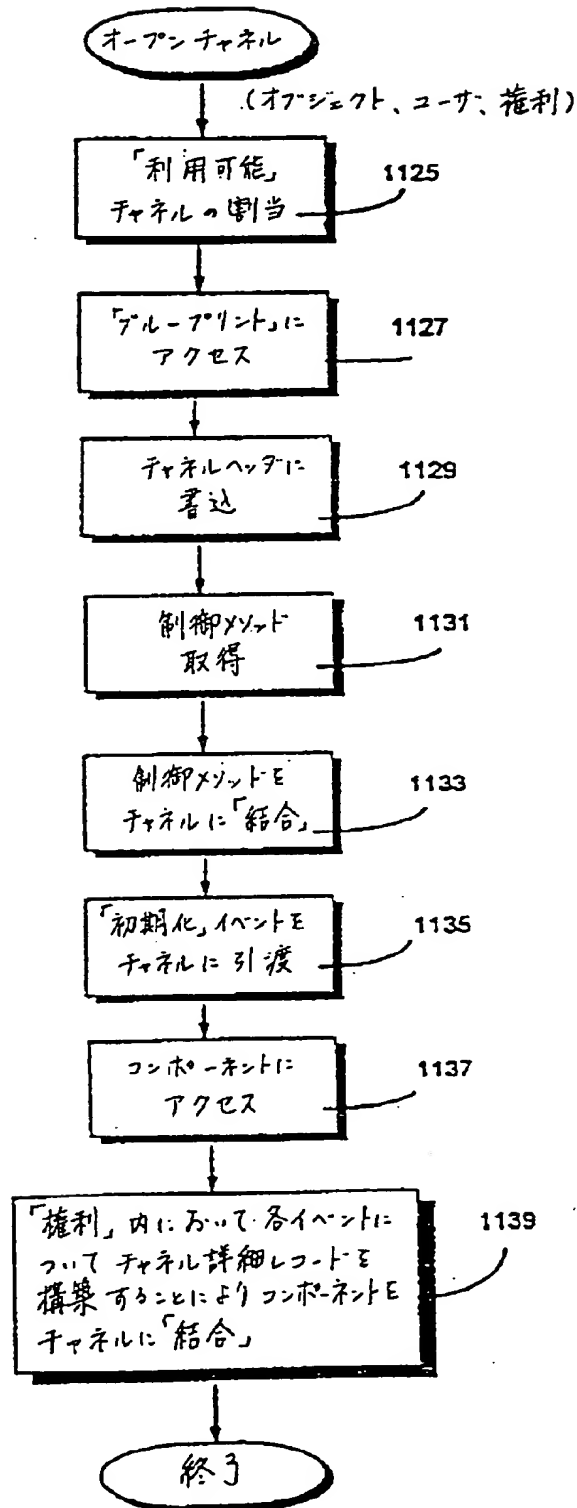 オープンチャネル
(オブジェクト、ユーザ、権利)
「利用可能」
チャネルの割当
1125
「ブループリント」に
アクセス
1127
チャネルヘッダに
書込
1129
制御メソッド
取得
1131
制御メソッドを
チャネルに「結合」
1133
「初期化」イベントを
チャネルに引渡
1135
コンポーネントに
アクセス
1137
「権利」内において各イベントに
ついてチャネル詳細レコードを
構築することによりコンポーネントを
チャネルに「結合」
1139
終了